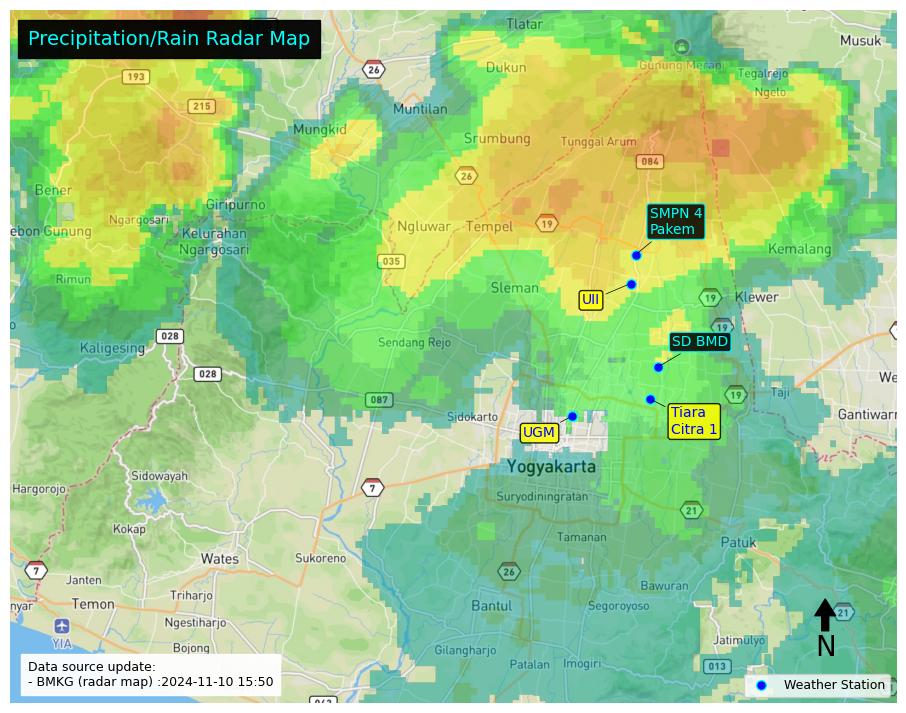 Precipitation/Rain Radar Map
Tlatar
Musuk
26
Dukun
Gunung Merapi
Tegalrejo
193
Ngelo
215
Muntilan
Mungkid
Srumbung
Tunggal Arum
084
26
Bener
Giripurno
SMPN 4
Pakem
Ngargosari
Ngluwar
Tempel
19
ebon Gunung
Kelurahan
Ngargosari
Kemalang
035
Rimun
Sleman
UII
19
Klewer
19
028
Kaligesing
Sendang Rejo
SD BMD
028
We
087
19
Taji
Sidokarto
Tiara
Citra 1
Gantiwarn
UGM
Yogyakarta
Sidowayah
Hargorojo
7
Suryodiningratan
21
Kokap
Tamanan
Patuk
Wates
Sukoreno
7
26
Janten
Bawuran
Triharjo
nyar
Temon
Bantul
Segoroyoso
21
Ngestiharjo
YIA
N
Jatimulyo
Bojong
Gilangharjo
Patalan
Imogiri
013
Data source update:
- BMKG (radar map) :2024-11-10 15:50
Weather Station